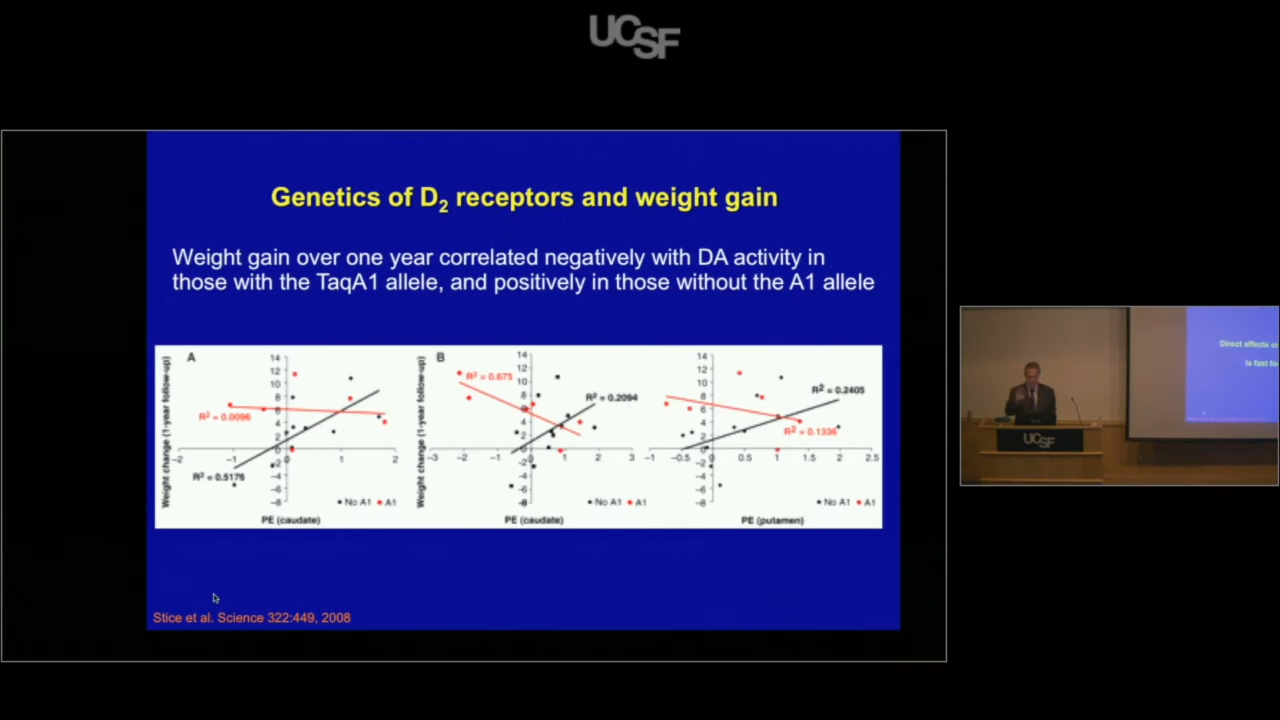 UCSF
Genetics of D2 receptors and weight gain
Weight gain over one year correlated negatively with DA activity in
those with the TaqA1 allele, and positively in those without the A1 allele
A
Weight change (1-year follow-up)
14
12
10
8
6
4
2
-2
-4
-6
-8
-2
-1
0
1
2
R² = 0.0096
R² = 0.5176
No A1
A1
PE (caudate)
B
Weight change (1-year follow-up)
14
12
10
8
6
4
2
-2
-4
-6
-8
-3
-2
-1
0
1
2
3
R² = 0.675
R² = 0.2094
No A1
A1
PE (caudate)
14
12
10
8
6
4
2
-2
-4
-6
-8
-1
-0.5
0
0.5
1
1.5
2
2.5
R² = 0.2405
R² = 0.1336
No A1
A1
PE (putamen)
Stice et al. Science 322:449, 2008
Direct effects
Is fast fo
UCSF